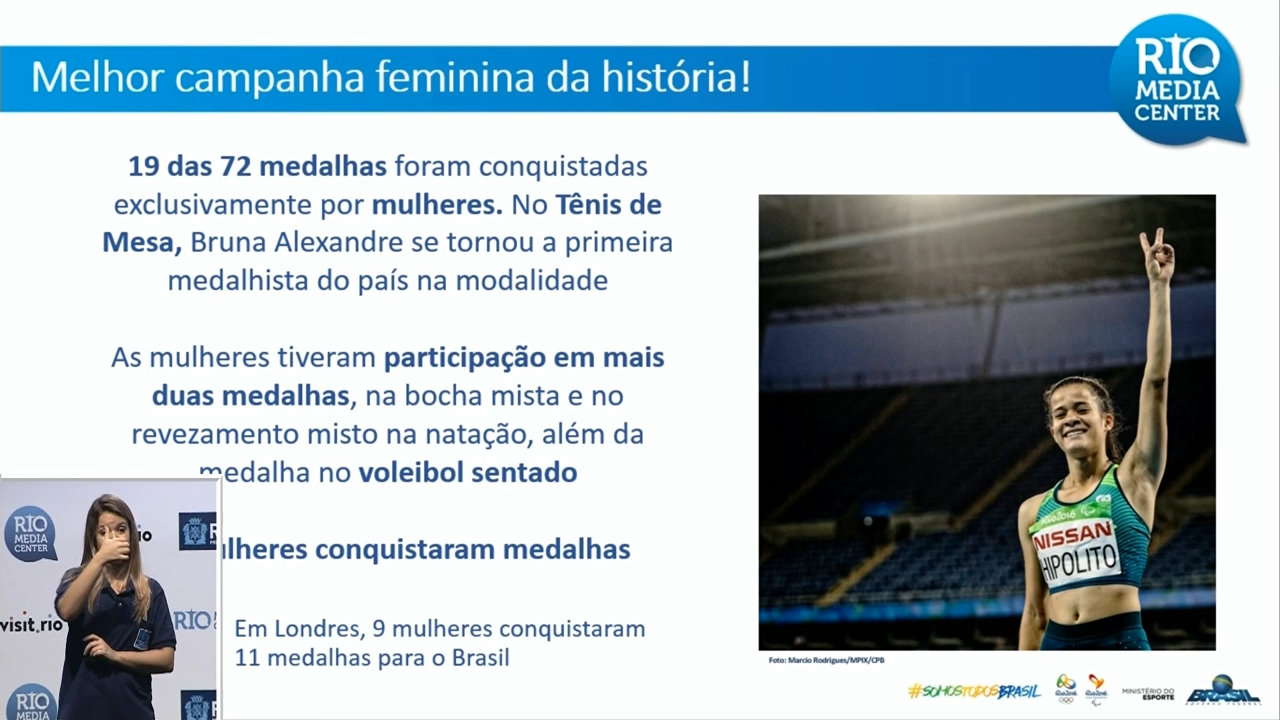 Melhor campanha feminina da história!
RIO
MEDIA
CENTER
19 das 72 medalhas foram conquistadas
exclusivamente por mulheres. No Tênis de
Mesa, Bruna Alexandre se tornou a primeira
medalhista do país na modalidade
As mulheres tiveram participação em mais
duas medalhas, na bocha mista e no
revezamento misto na natação, além da
medalha no voleibol sentado
conquistaram medalhas
Em Londres, 9 mulheres conquistaram
11 medalhas para o Brasil
NISSAN
HIPOLITO
Foto: Marcio Rodrigues/MPIX/CPB
#SOMOSTODOSBRASIL
MINISTÉRIO DO
ESPORTE
BRASIL
GOVERNO FEDERAL
RIO
MEDIA
CENTER
visit.rio
RIO
RIO
MEDIA